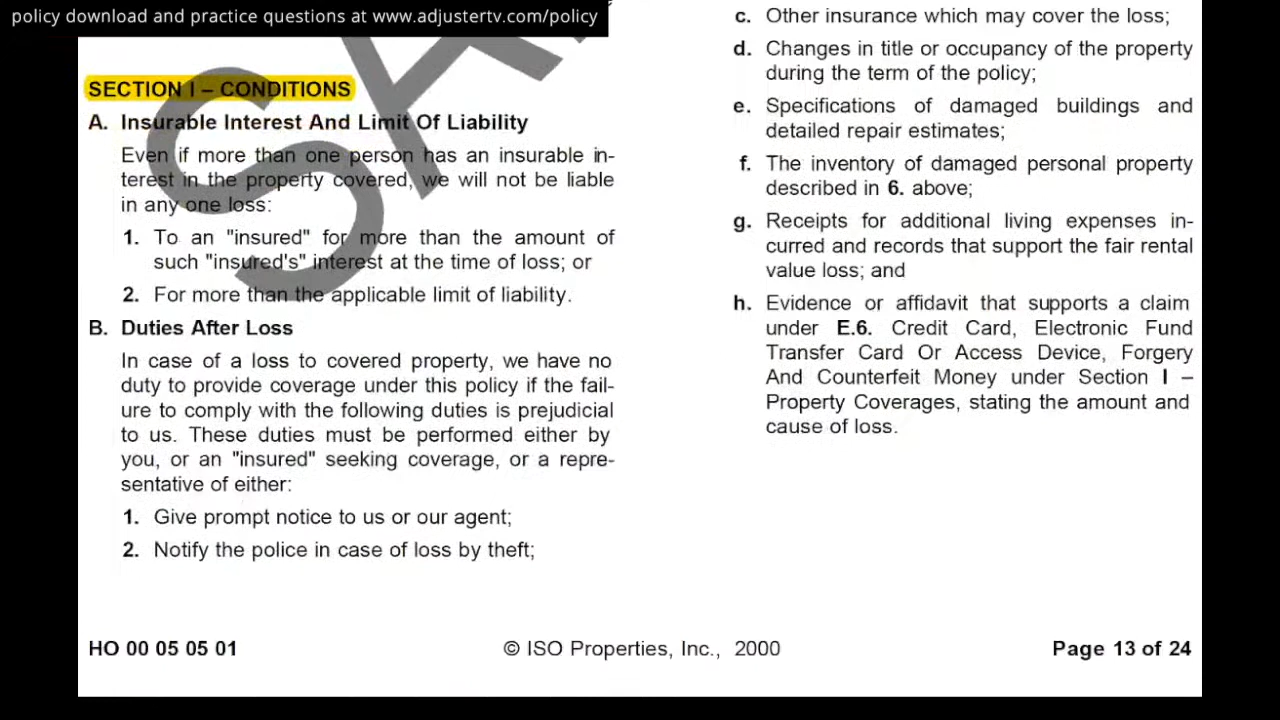 policy download and practice questions at www.adjustertv.com/policy
SECTION I – CONDITIONS
A. Insurable Interest And Limit Of Liability
Even if more than one person has an insurable in-
terest in the property covered, we will not be liable
in any one loss:
1. To an "insured" for more than the amount of
such "insured's" interest at the time of loss; or
2. For more than the applicable limit of liability.
B. Duties After Loss
In case of a loss to covered property, we have no
duty to provide coverage under this policy if the fail-
ure to comply with the following duties is prejudicial
to us. These duties must be performed either by
you, or an "insured" seeking coverage, or a repre-
sentative of either:
1. Give prompt notice to us or our agent;
2. Notify the police in case of loss by theft;
c. Other insurance which may cover the loss;
d. Changes in title or occupancy of the property
during the term of the policy;
e. Specifications of damaged buildings and
detailed repair estimates;
f. The inventory of damaged personal property
described in 6. above;
g. Receipts for additional living expenses in-
curred and records that support the fair rental
value loss; and
h. Evidence or affidavit that supports a claim
under E.6. Credit Card, Electronic Fund
Transfer Card Or Access Device, Forgery
And Counterfeit Money under Section I –
Property Coverages, stating the amount and
cause of loss.
HO 00 05 05 01 © ISO Properties, Inc., 2000 Page 13 of 24